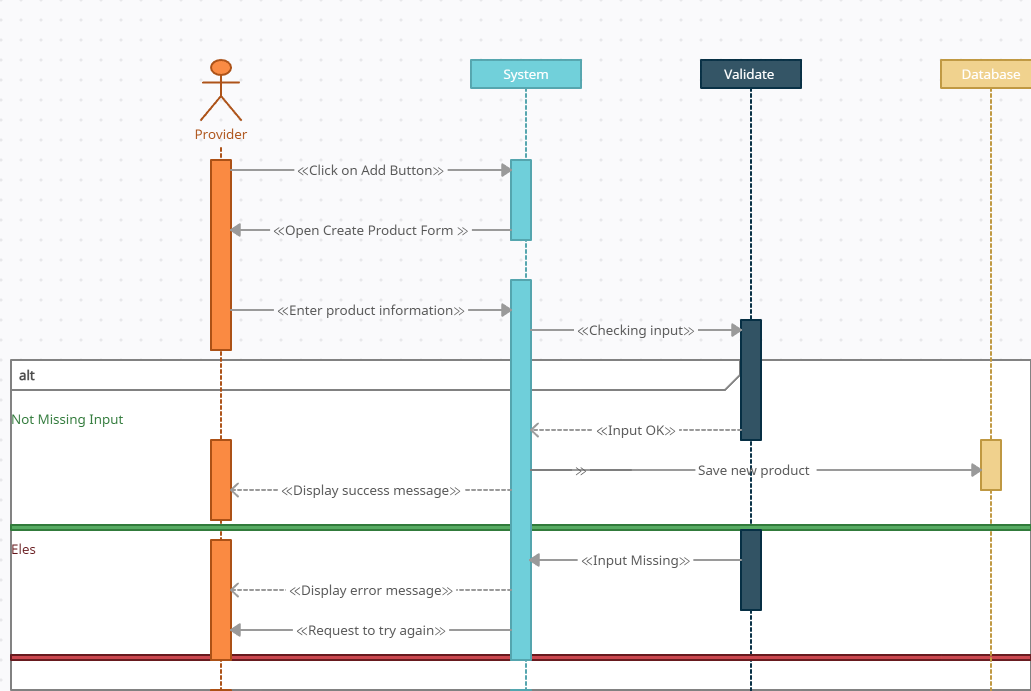 System
Validate
Database
Provider
<<Click on Add Button>>
<<Open Create Product Form >>
<<Enter product information>>
<<Checking input>>
alt
Not Missing Input
<<Input OK>>
>> Save new product
<<Display success message>>
Eles
<<Input Missing>>
<<Display error message>>
<<Request to try again>>